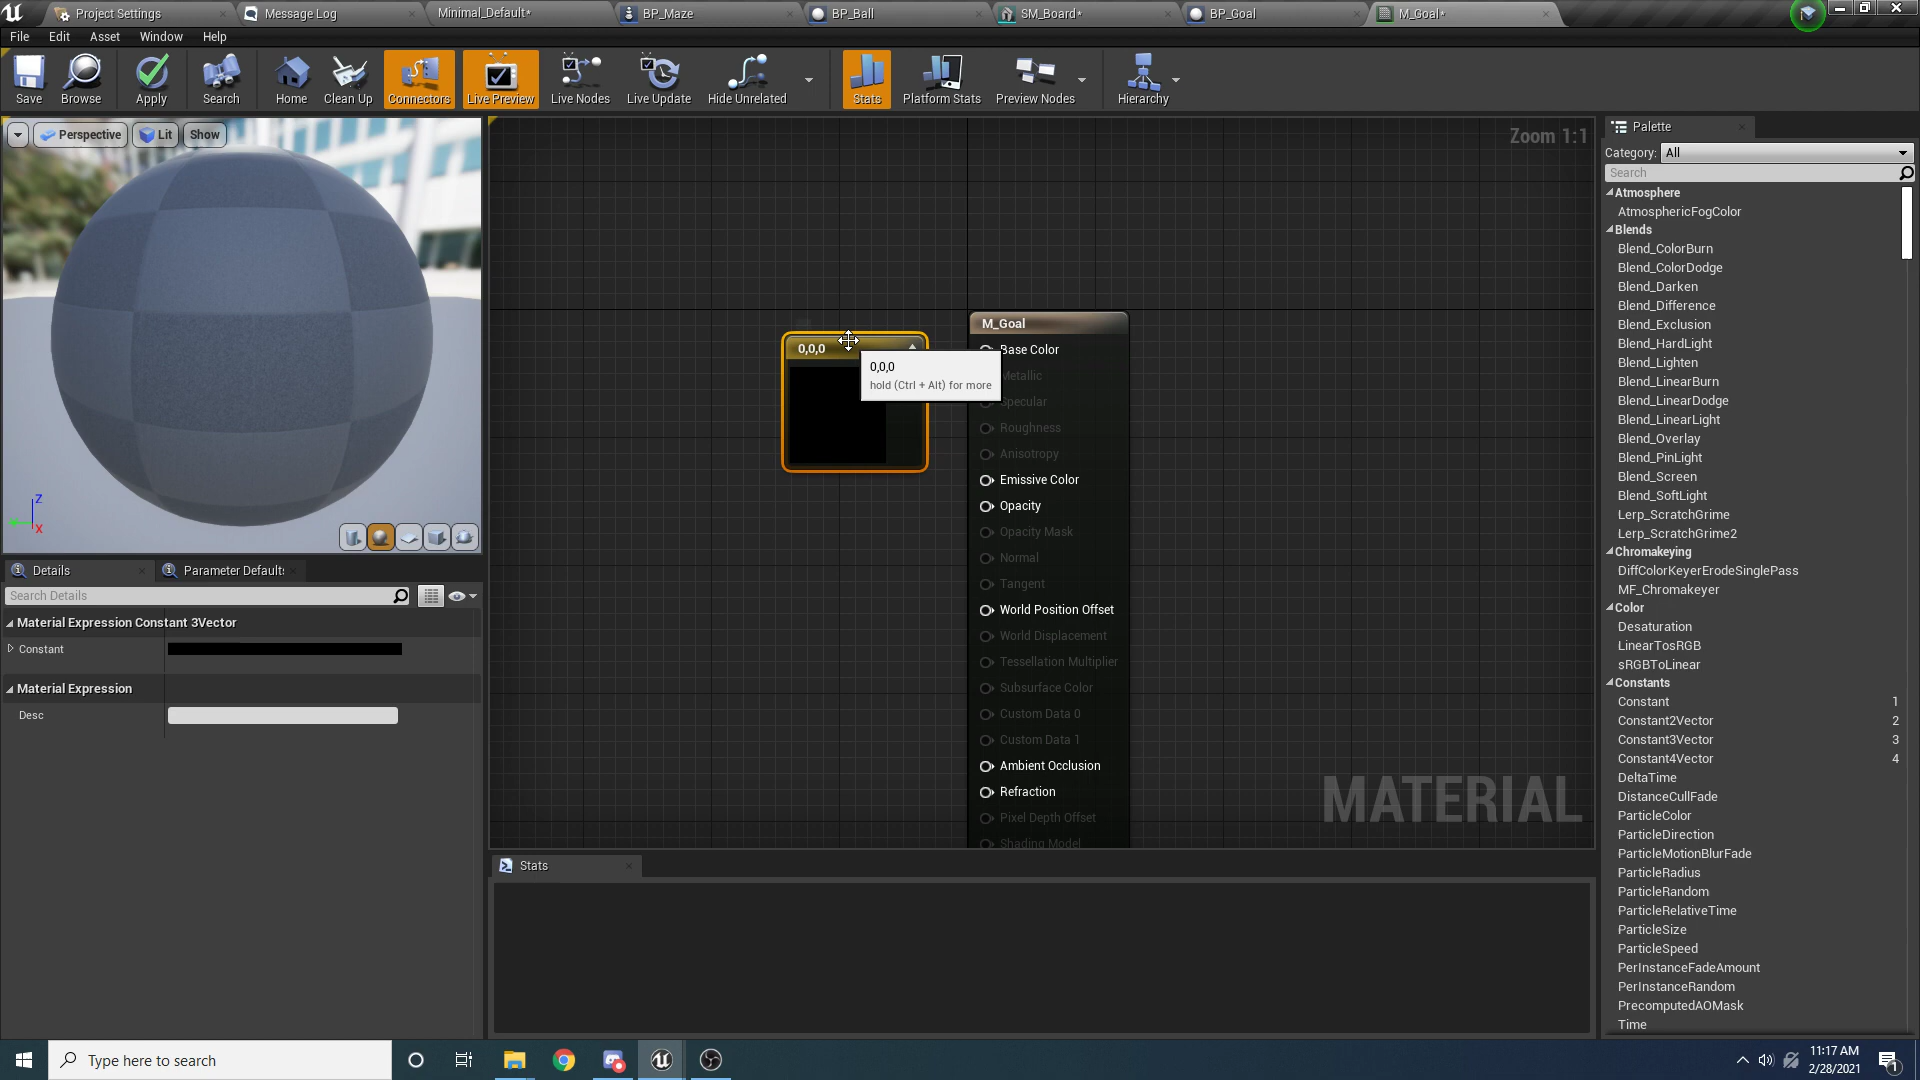 Project Settings
Message Log
Minimal_Default*
BP_Maze
BP_Ball
SM_Board*
BP_Goal
M_Goal*
File Edit Asset Window Help
Save Browse Apply Search Home Clean Up Connectors Live Preview Live Nodes Live Update Hide Unrelated Stats Platform Stats Preview Nodes Hierarchy
Perspective Lit Show
Z
X
Details
Parameter Defaults
Search Details
Material Expression Constant 3Vector
Constant
Material Expression
Desc
Zoom 1:1
0,0,0
0,0,0
hold (Ctrl + Alt) for more
M_Goal
Base Color
Metallic
Specular
Roughness
Anisotropy
Emissive Color
Opacity
Opacity Mask
Normal
Tangent
World Position Offset
World Displacement
Tessellation Multiplier
Subsurface Color
Custom Data 0
Custom Data 1
Ambient Occlusion
Refraction
Pixel Depth Offset
Shading Model
MATERIAL
Stats
Palette
Category: All
Search
Atmosphere
AtmosphericFogColor
Blends
Blend_ColorBurn
Blend_ColorDodge
Blend_Darken
Blend_Difference
Blend_Exclusion
Blend_HardLight
Blend_Lighten
Blend_LinearBurn
Blend_LinearDodge
Blend_LinearLight
Blend_Overlay
Blend_PinLight
Blend_Screen
Blend_SoftLight
Lerp_ScratchGrime
Lerp_ScratchGrime2
Chromakeying
DiffColorKeyerErodeSinglePass
MF_Chromakeyer
Color
Desaturation
LinearTosRGB
sRGBToLinear
Constants
Constant 1
Constant2Vector 2
Constant3Vector 3
Constant4Vector 4
DeltaTime
DistanceCullFade
ParticleColor
ParticleDirection
ParticleMotionBlurFade
ParticleRadius
ParticleRandom
ParticleRelativeTime
ParticleSize
ParticleSpeed
PerInstanceFadeAmount
PerInstanceRandom
PrecomputedAOMask
Time
Type here to search
11:17 AM
2/28/2021
1